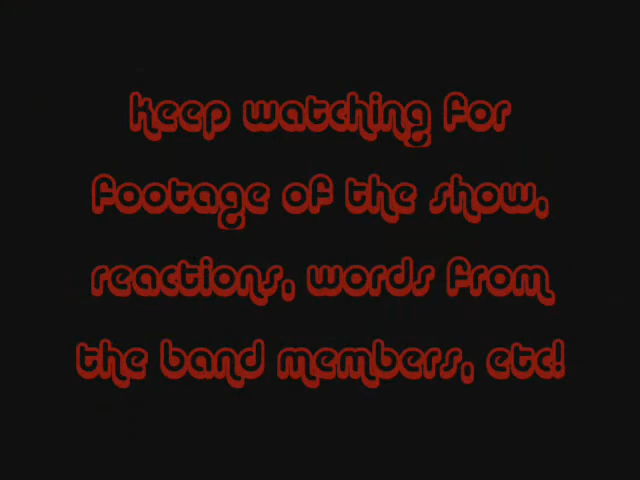 keep watching for
footage of the show,
reactions, words from
the band members, etc!